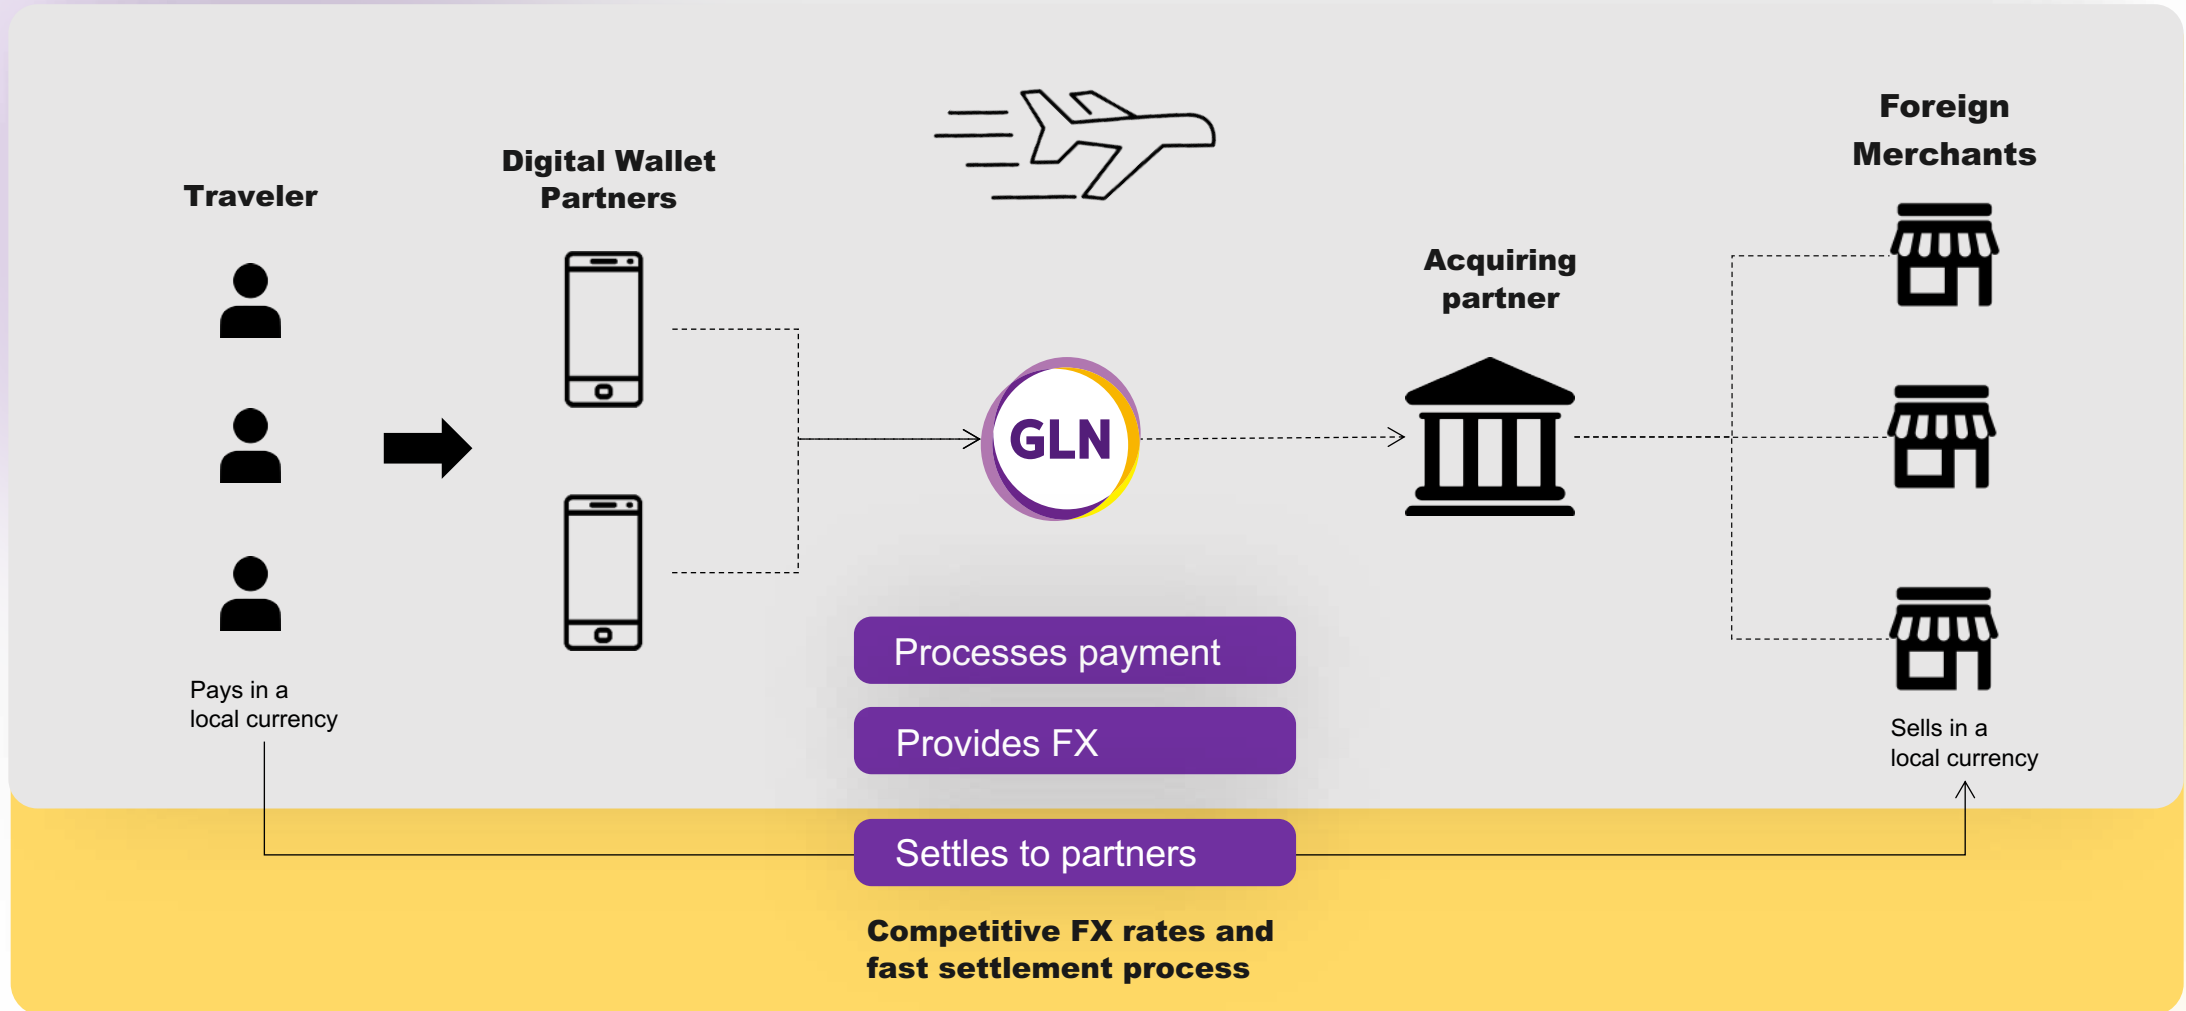 Traveler
Digital Wallet
Partners
Foreign
Merchants
Acquiring
partner
GLN
Processes payment
Provides FX
Settles to partners
Pays in a
local currency
Sells in a
local currency
Competitive FX rates and
fast settlement process